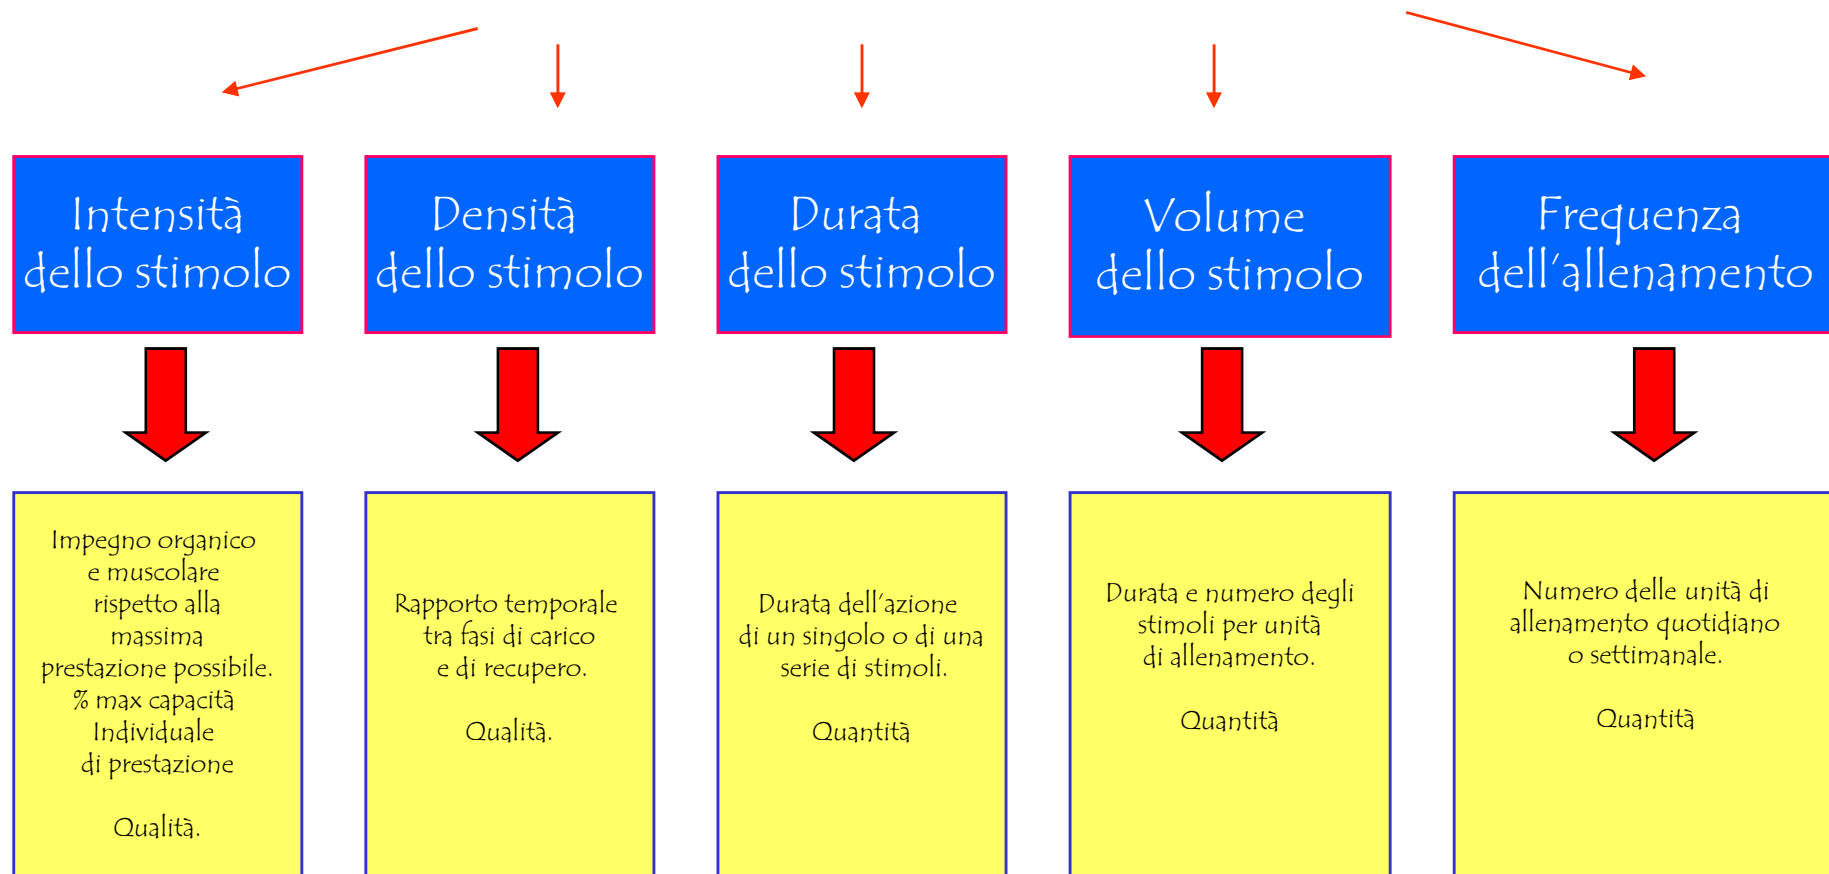 Intensità
dello stimolo
Densità
dello stimolo
Durata
dello stimolo
Volume
dello stimolo
Frequenza
dell'allenamento
Impegno organico
e muscolare
rispetto alla
massima
prestazione possibile.
% max capacità
Individuale
di prestazione
Qualità.
Rapporto temporale
tra fasi di carico
e di recupero.
Qualità.
Durata dell'azione
di un singolo o di una
serie di stimoli.
Quantità
Durata e numero degli
stimoli per unità
di allenamento.
Quantità
Numero delle unità di
allenamento quotidiano
o settimanale.
Quantità